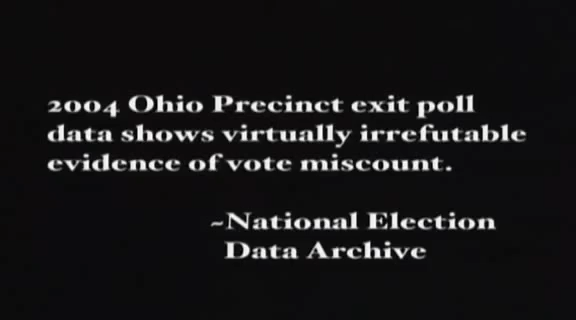 2004 Ohio Precinct exit poll
data shows virtually irrefutable
evidence of vote miscount.
~National Election
Data Archive